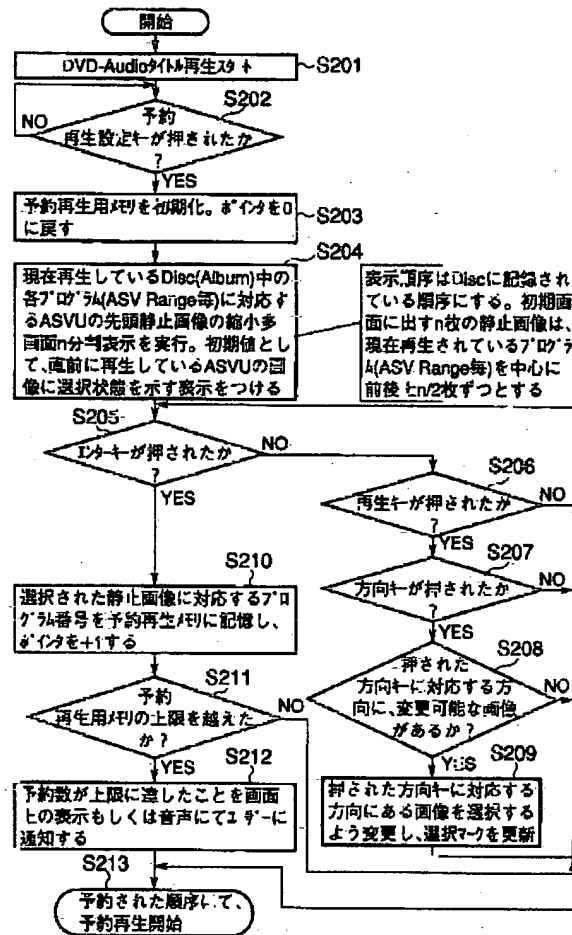 開始
DVD-Audioタイトル再生スタート
S201
S202
NO
予約
再生設定キーが押されたか
?
YES
予約再生用メモリを初期化。ポインタを0
に戻す
S203
S204
現在再生しているDisc(Album)中の
各プログラム(ASV Range毎)に対応す
るASVUの先頭静止画像の縮小多
画面n分割表示を実行。初期値とし
て、直前に再生しているASVUの画
像に選択状態を示す表示をつける
表示順序はDiscに記録され
ている順序にする。初期画
面に出すn枚の静止画像は、
現在再生されているプログラ
ム(ASV Range毎)を中心に
前後とn/2枚ずつとする
S205
エンターキーが押されたか
?
NO
YES
S206
再生キーが押されたか
?
NO
YES
S207
方向キーが押されたか
?
NO
YES
S208
押された
方向キーに対応する方
向に、変更可能な画像
があるか?
NO
YES
S209
押された方向キーに対応する
方向にある画像を選択する
よう変更し、選択マークを更新
S210
選択された静止画像に対応するプロ
グラム番号を予約再生メモリに記憶し、
ポインタを+1する
S211
予約
再生用メモリの上限を越えた
か?
NO
YES
S212
予約数が上限に達したことを画面
上の表示もしくは音声にてユーザーに
通知する
S213
予約された順序にて、
予約再生開始